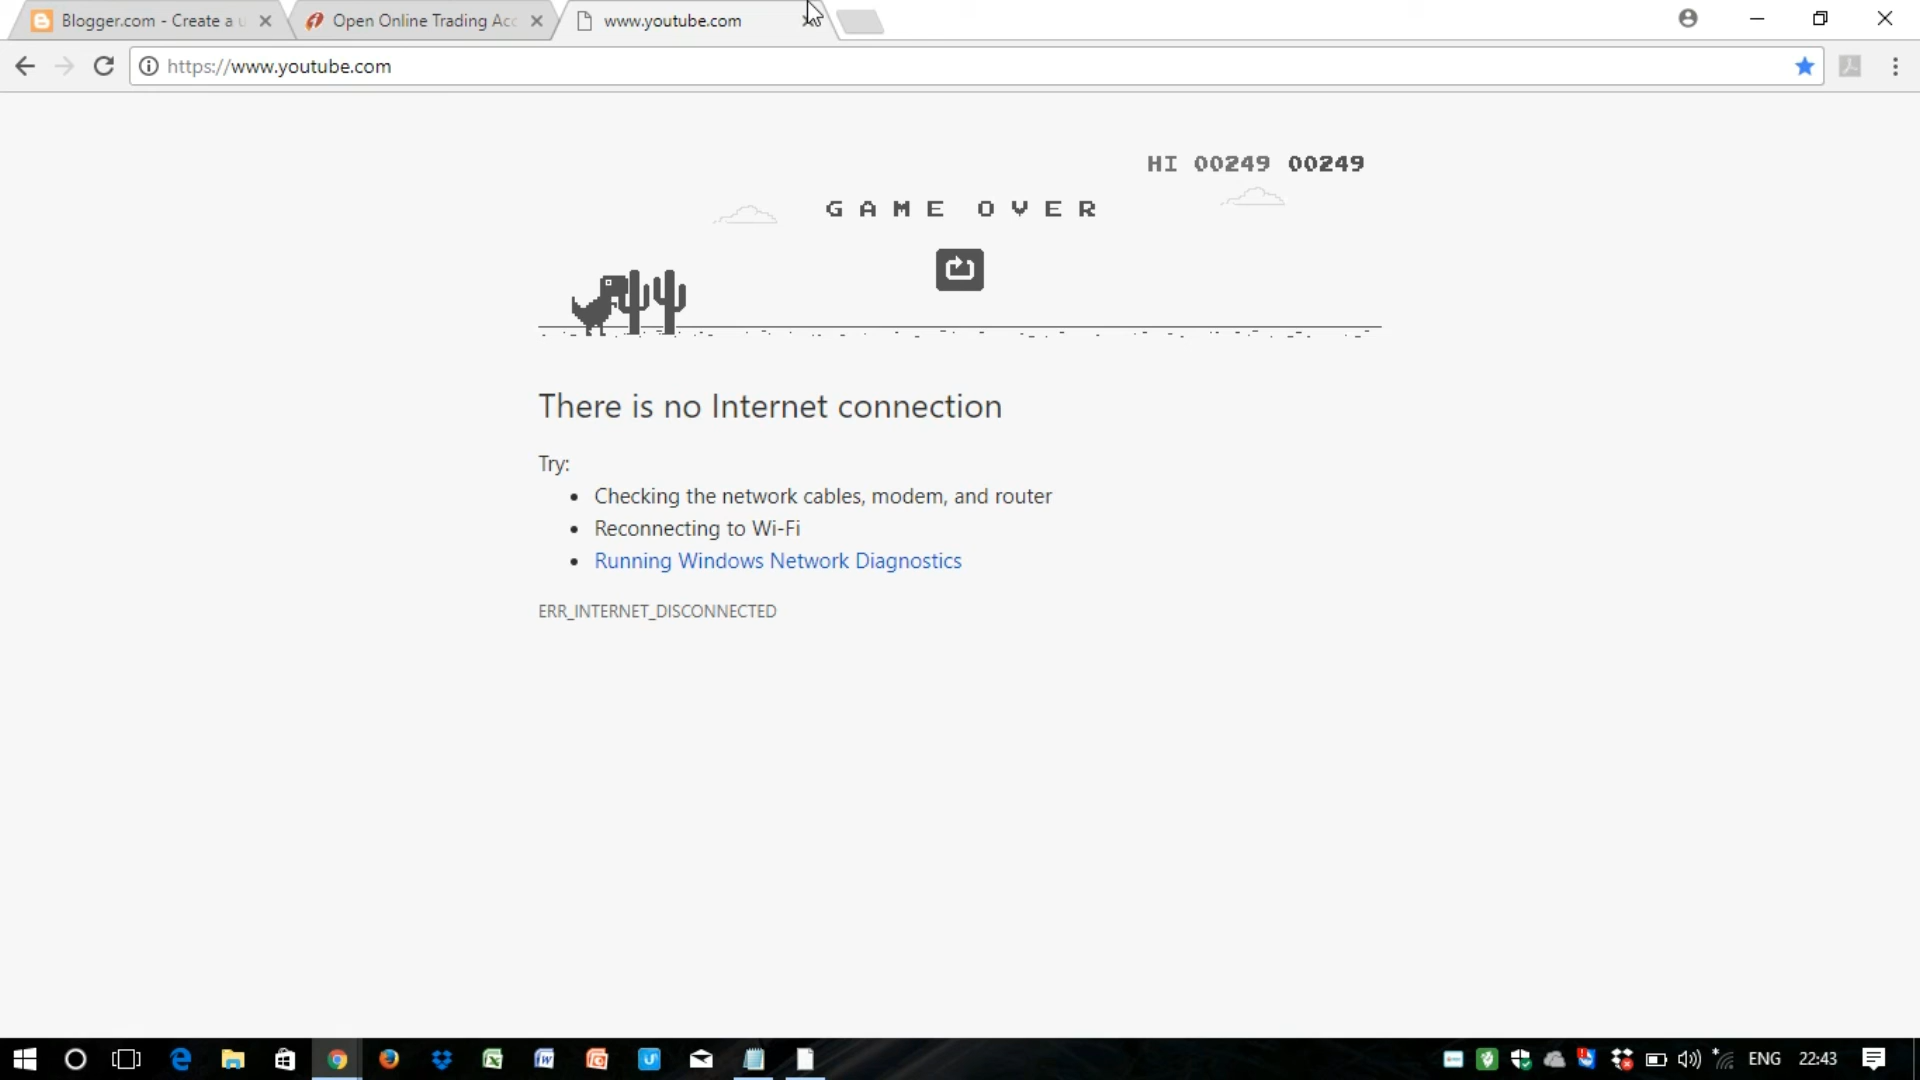 Blogger.com - Create a u
Open Online Trading Acc
www.youtube.com
https://www.youtube.com
HI 00249 00249
GAME OVER
There is no Internet connection
Try:
Checking the network cables, modem, and router
Reconnecting to Wi-Fi
Running Windows Network Diagnostics
ERR_INTERNET_DISCONNECTED
ENG 22:43